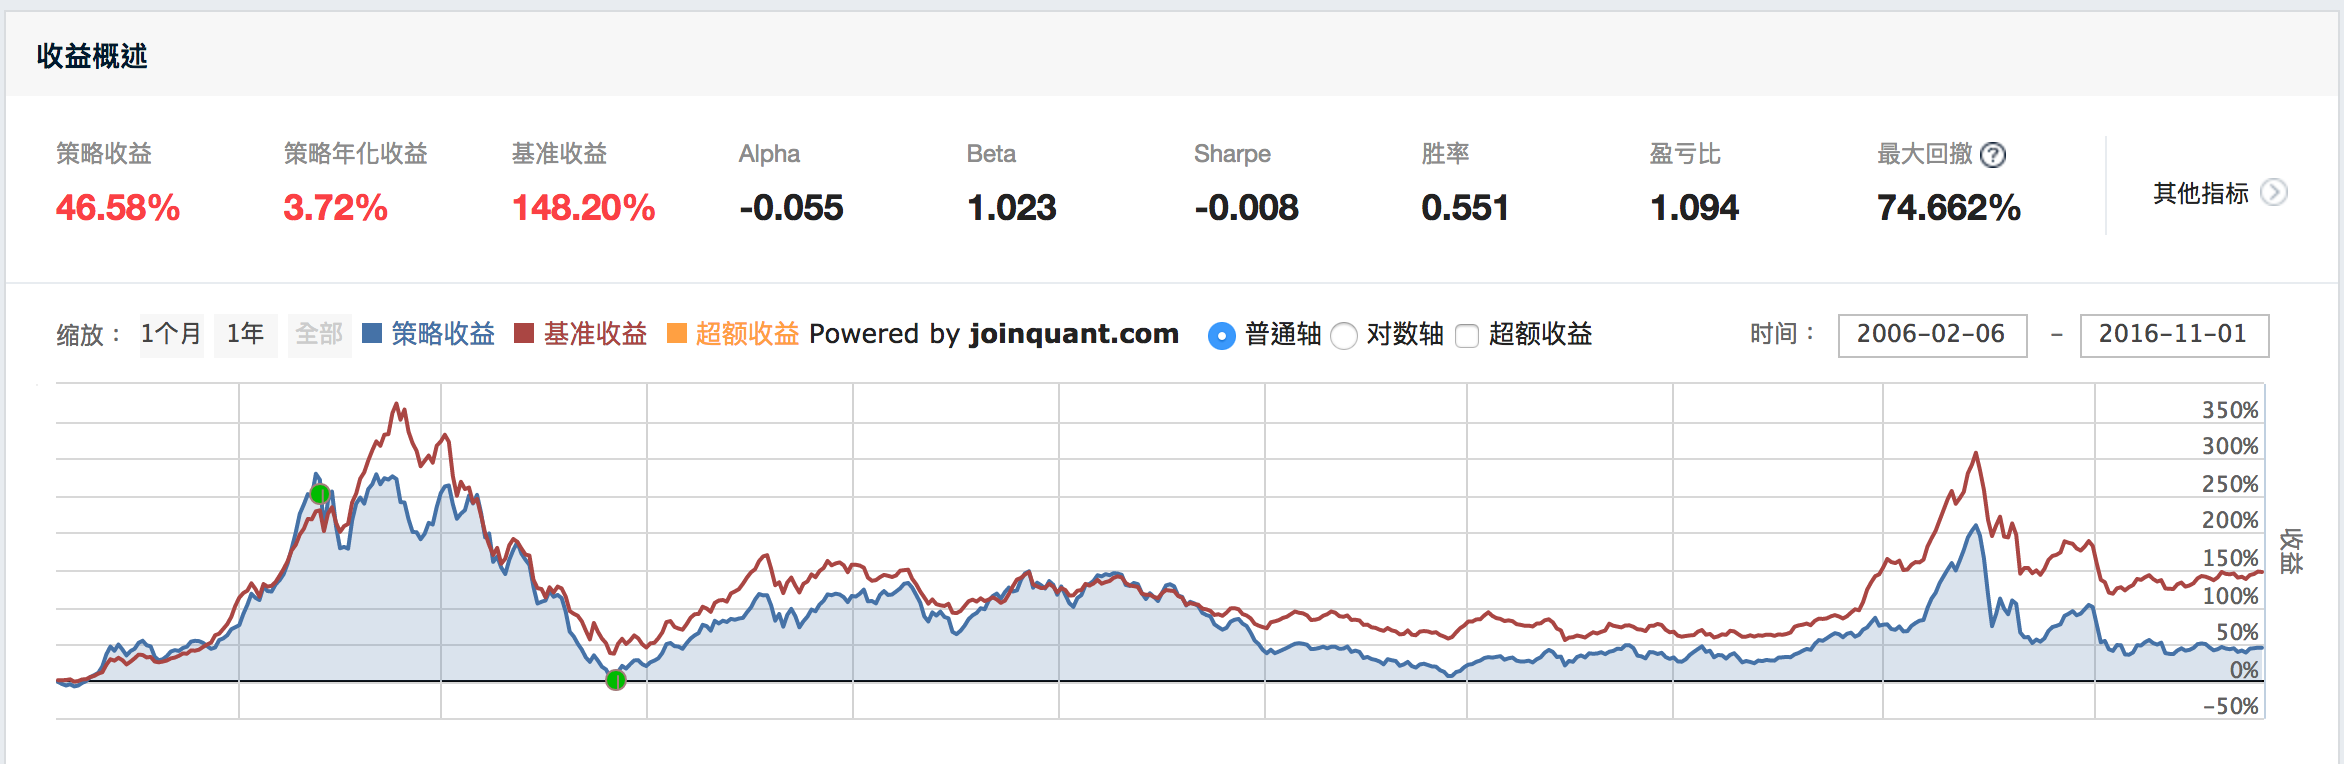 收益概述
策略收益 策略年化收益 基准收益 Alpha Beta Sharpe 胜率 盈亏比 最大回撤 ?
46.58% 3.72% 148.20% -0.055 1.023 -0.008 0.551 1.094 74.662% 其他指标
缩放： 1个月 1年 全部 策略收益 基准收益 超额收益 Powered by joinquant.com 普通轴 对数轴 超额收益 时间： 2006-02-06 – 2016-11-01
350%
300%
250%
200%
150%
100%
50%
0%
-50%
收益